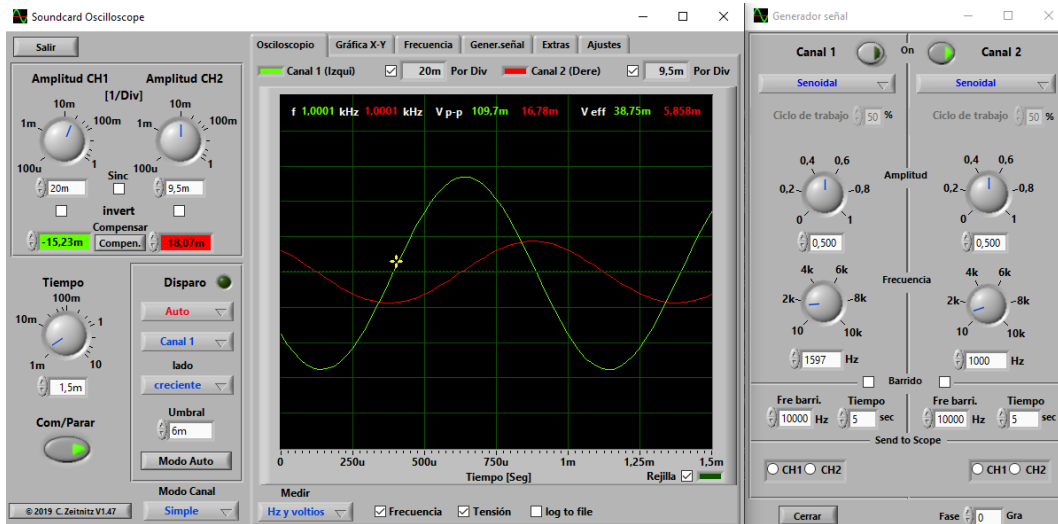 Soundcard Oscilloscope
Salir
Amplitud CH1 Amplitud CH2
[1/Div]
10m 10m
1m 100m 1m 100m
100u 1 100u 1
Sinc
20m 9,5m
invert
Compensar
-15,23m Compen. -18,07m
Tiempo
100m
10m 1
1m 10
1,5m
Com/Parar
Disparo
Auto
Canal 1
lado
creciente
Umbral
6m
Modo Auto
Modo Canal
© 2019 C. Zeitnitz V1.47 Simple
Osciloscopio Gráfica X-Y Frecuencia Gener.señal Extras Ajustes
Canal 1 (Izqui) 20m Por Div Canal 2 (Dere) 9,5m Por Div
f 1,0001 kHz 1,0001 kHz V p-p 109,7m 16,78m V eff 38,75m 5,858m
0 250u 500u 750u 1m 1,25m 1,5m
Tiempo [Seg] Rejilla
Medir
Hz y voltios Frecuencia Tensión log to file
Generador señal
Canal 1 On Canal 2
Senoidal Senoidal
Ciclo de trabajo 50 % Ciclo de trabajo 50 %
0,4 0,6 0,4 0,6
Amplitud
0,2 0,8 0,2 0,8
0 1 0 1
0,500 0,500
4k 6k 4k 6k
Frecuencia
2k 8k 2k 8k
10 10k 10 10k
1597 Hz 1000 Hz
Barrido
Fre barri. Tiempo Fre barri. Tiempo
10000 Hz 5 sec 10000 Hz 5 sec
Send to Scope
CH1 CH2 CH1 CH2
Cerrar Fase 0 Gra